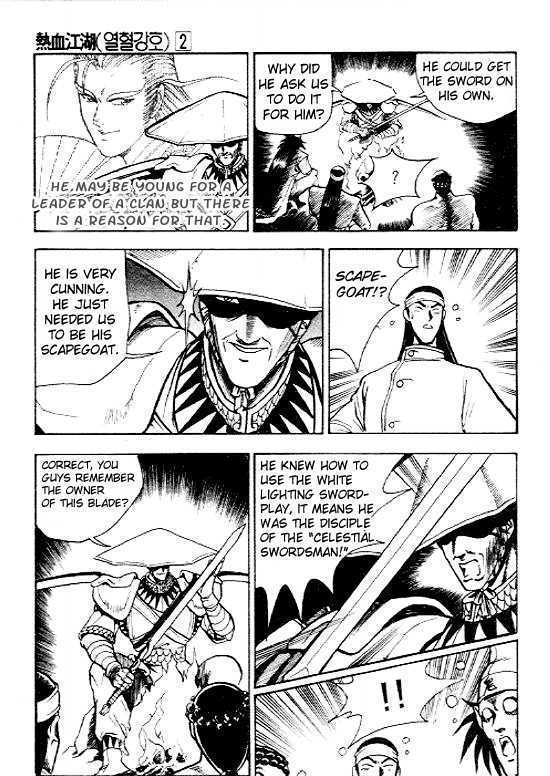 熱血江湖(열혈강호) 2
HE MAY BE YOUNG FOR A
LEADER OF A CLAN BUT THERE
IS A REASON FOR THAT
WHY DID
HE ASK US
TO DO IT
FOR HIM?
HE COULD GET
THE SWORD ON
HIS OWN.
?
HE IS VERY
CUNNING.
HE JUST
NEEDED US
TO BE HIS
SCAPEGOAT.
SCAPE-
GOAT!?
CORRECT, YOU
GUYS REMEMBER
THE OWNER
OF THIS BLADE?
HE KNEW HOW TO
USE THE WHITE
LIGHTING SWORD-
PLAY, IT MEANS HE
WAS THE DISCIPLE
OF THE "CELESTIAL
SWORDSMAN!"
!!